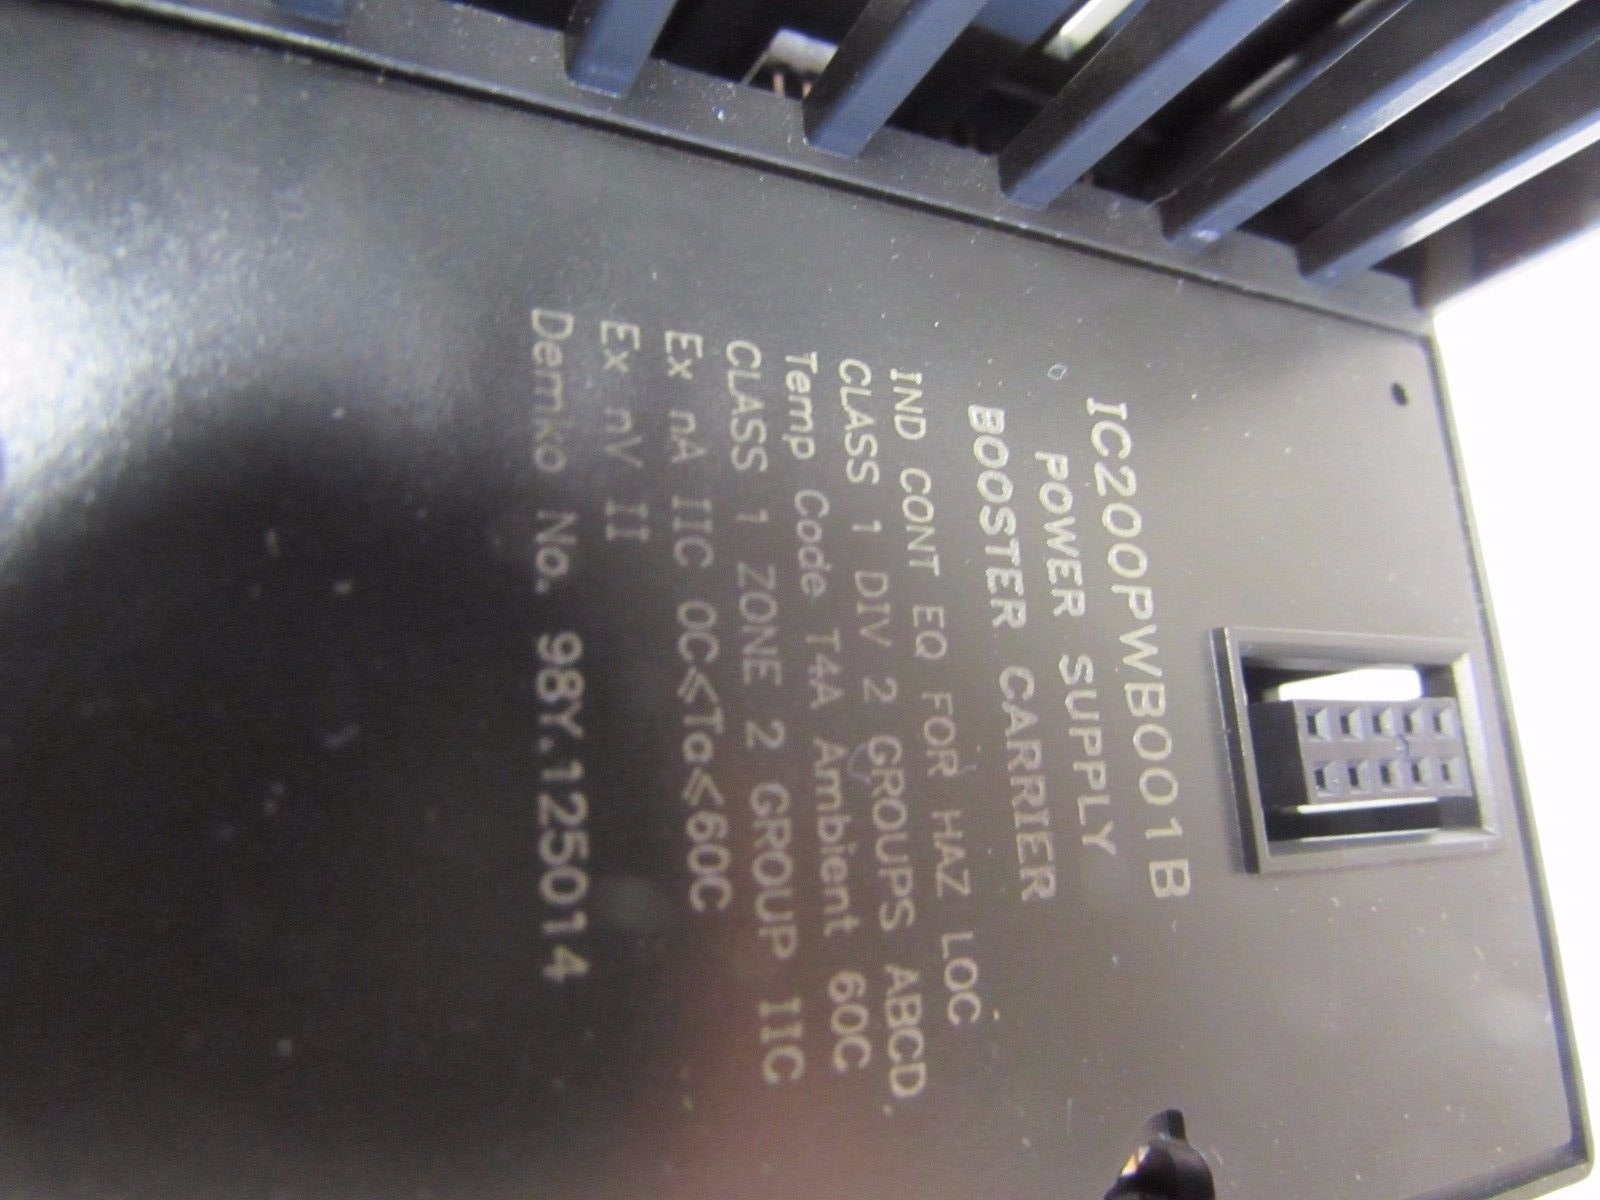 IC200PWB001B
POWER SUPPLY
BOOSTER CARRIER
IND CONT EQ FOR HAZ LOC
CLASS 1 DIV 2 GROUPS ABCD
Temp Code T4A Ambient 60C
CLASS 1 ZONE 2 GROUP IIC
Ex nA IIC 0C≤Ta≤60C
Ex nV II
Demko No. 98Y.125014